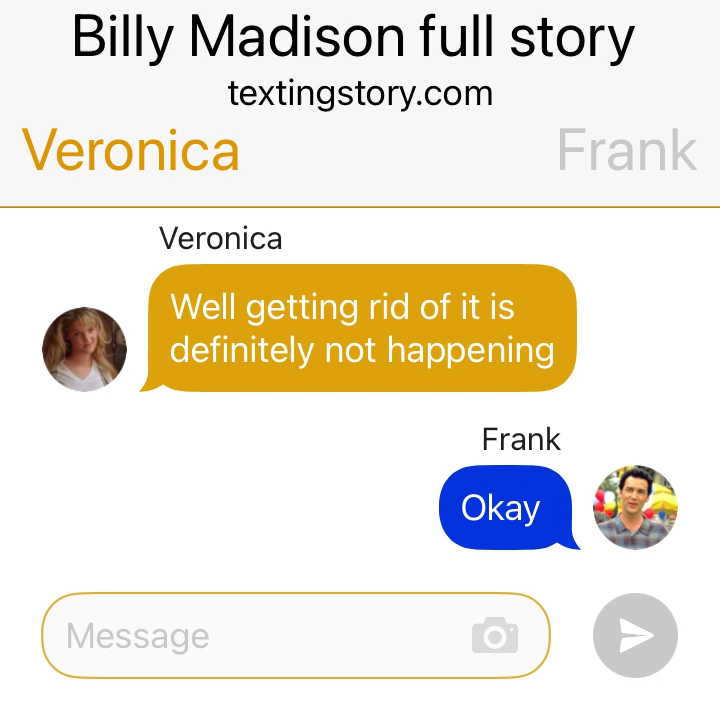 Billy Madison full story
textingstory.com
Veronica Frank
Veronica
Well getting rid of it is
definitely not happening
Frank
Okay
Message